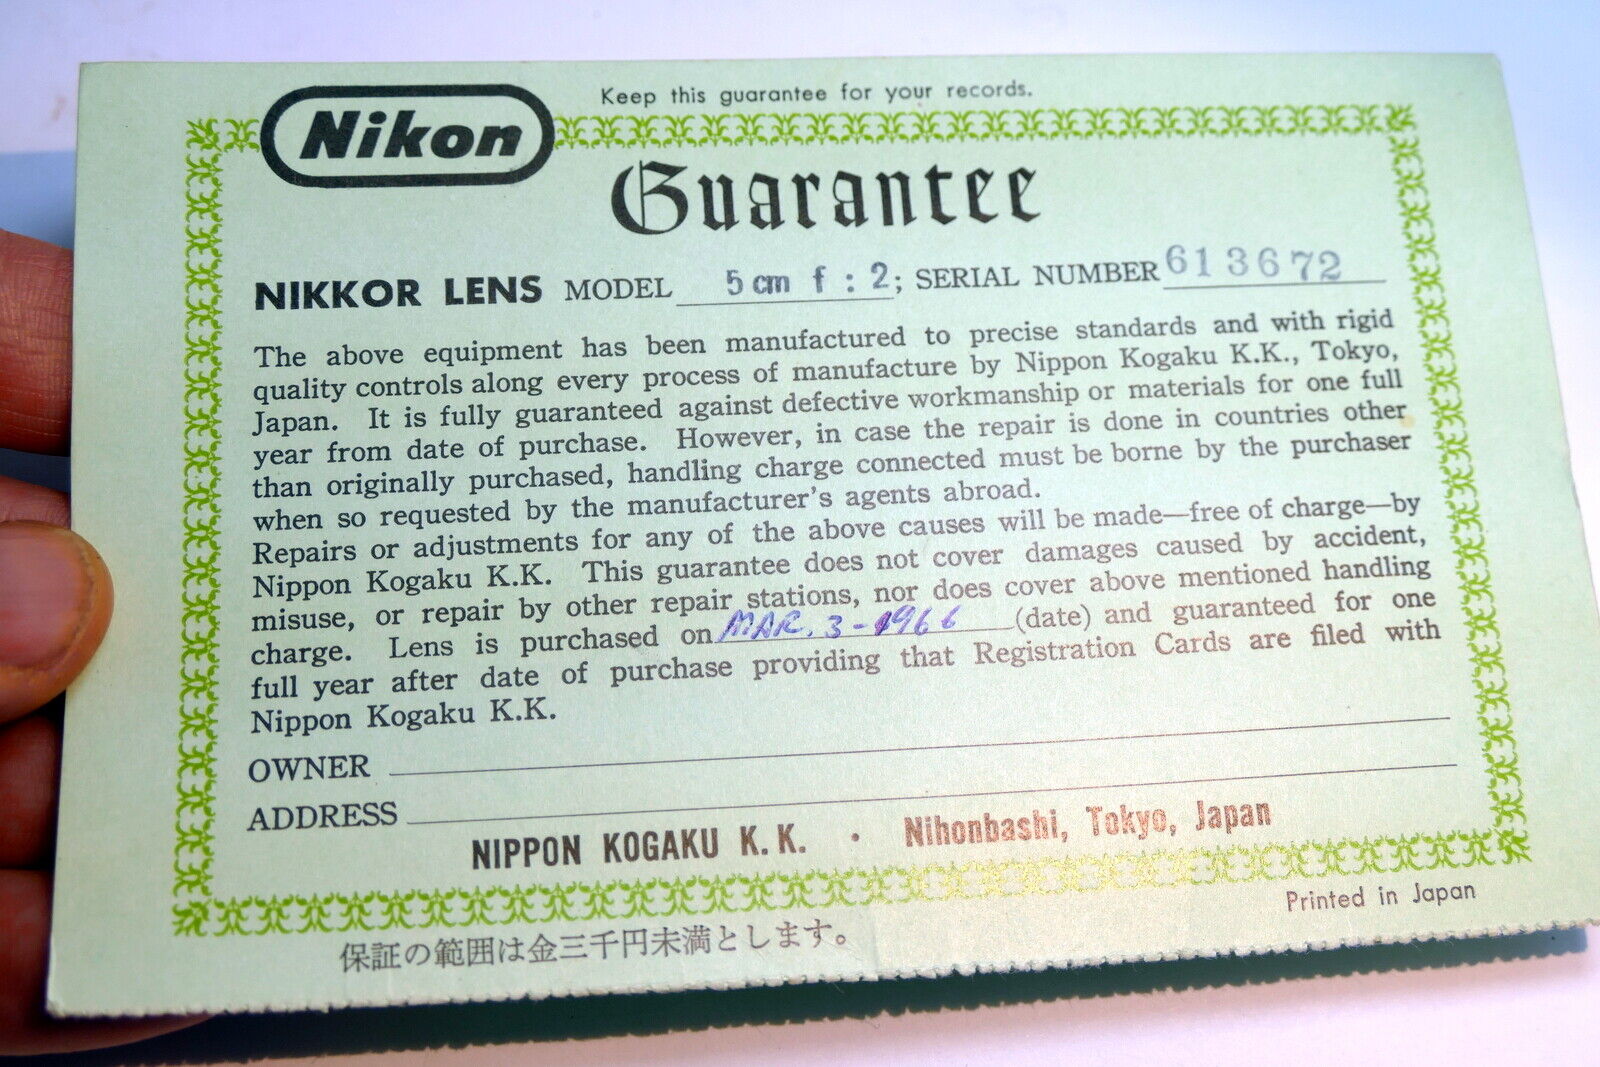 Keep this guarantee for your records.
Nikon
Guarantee
NIKKOR LENS MODEL 5 cm f : 2; SERIAL NUMBER 613672
The above equipment has been manufactured to precise standards and with rigid
quality controls along every process of manufacture by Nippon Kogaku K.K., Tokyo,
Japan. It is fully guaranteed against defective workmanship or materials for one full
year from date of purchase. However, in case the repair is done in countries other
than originally purchased, handling charge connected must be borne by the purchaser
when so requested by the manufacturer's agents abroad.
Repairs or adjustments for any of the above causes will be made—free of charge—by
Nippon Kogaku K.K. This guarantee does not cover damages caused by accident,
misuse, or repair by other repair stations, nor does cover above mentioned handling
charge. Lens is purchased on MAR. 3-1966 (date) and guaranteed for one
full year after date of purchase providing that Registration Cards are filed with
Nippon Kogaku K.K.
OWNER
ADDRESS
NIPPON KOGAKU K. K. · Nihonbashi, Tokyo, Japan
Printed in Japan
保証の範囲は金三千円未満とします。